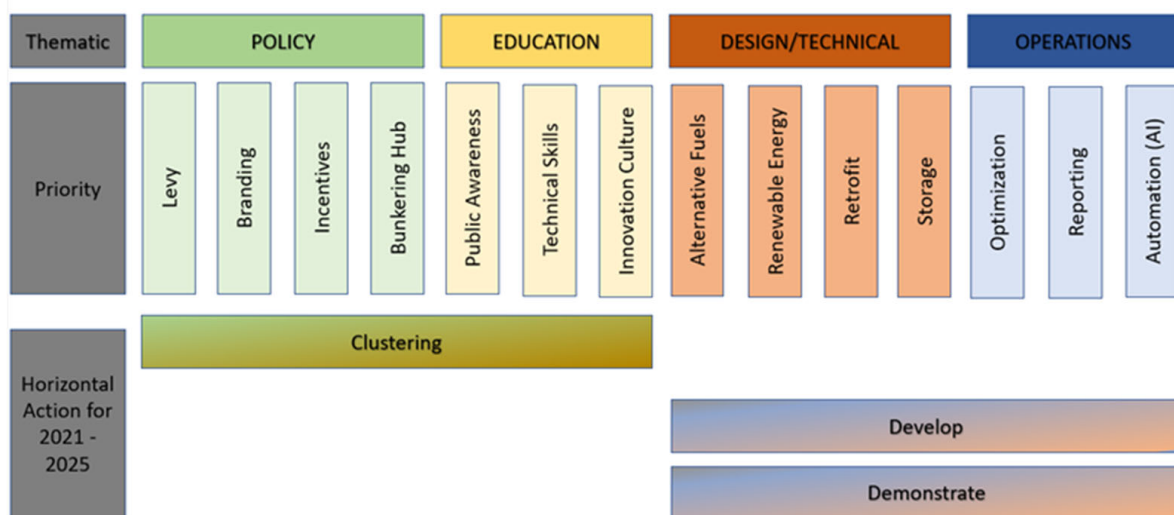 Thematic
POLICY
EDUCATION
DESIGN/TECHNICAL
OPERATIONS
Priority
Levy
Branding
Incentives
Bunkering Hub
Public Awareness
Technical Skills
Innovation Culture
Alternative Fuels
Renewable Energy
Retrofit
Storage
Optimization
Reporting
Automation (AI)
Horizontal
Action for
2021 -
2025
Clustering
Develop
Demonstrate